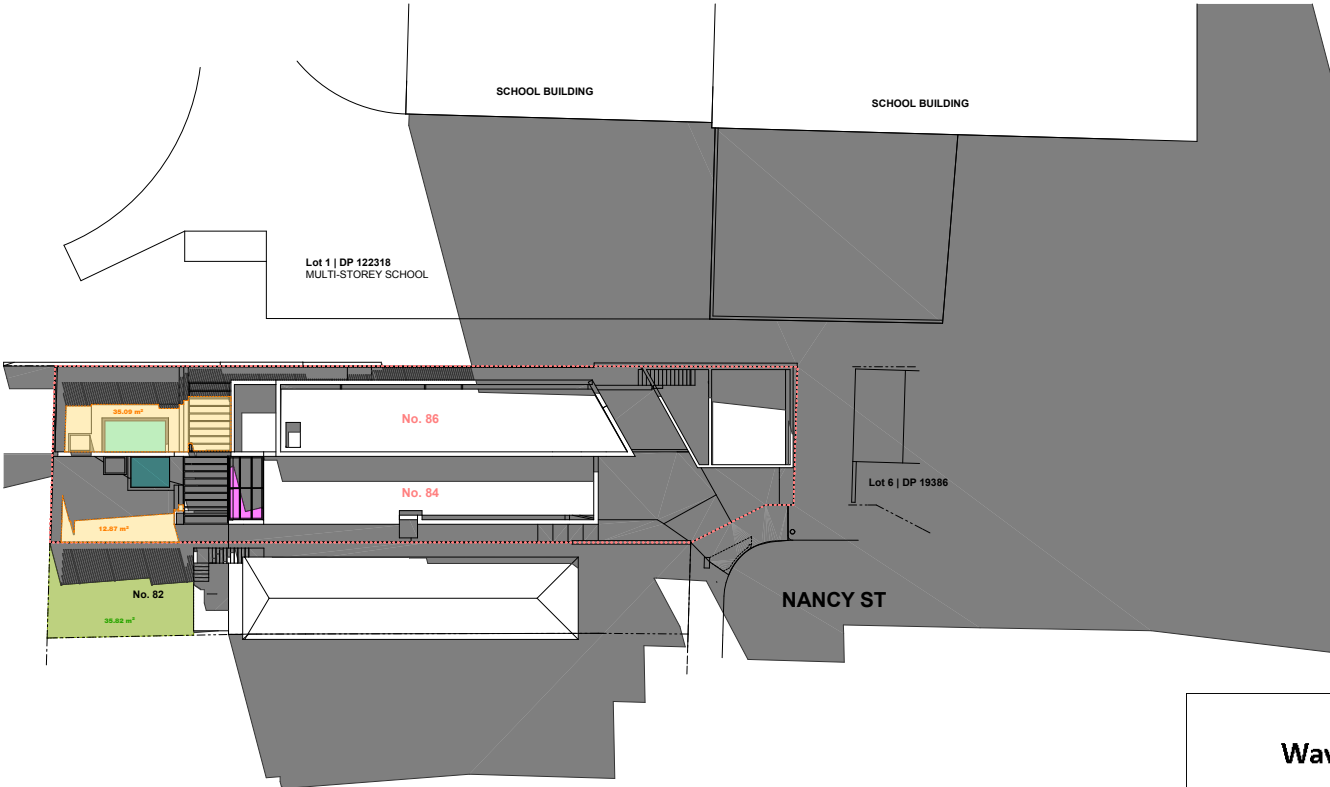 SCHOOL BUILDING
SCHOOL BUILDING
Lot 1 | DP 122318
MULTI-STOREY SCHOOL
35.09 m²
No. 86
No. 84
Lot 6 | DP 19386
12.87 m²
No. 82
35.82 m²
NANCY ST
Wav